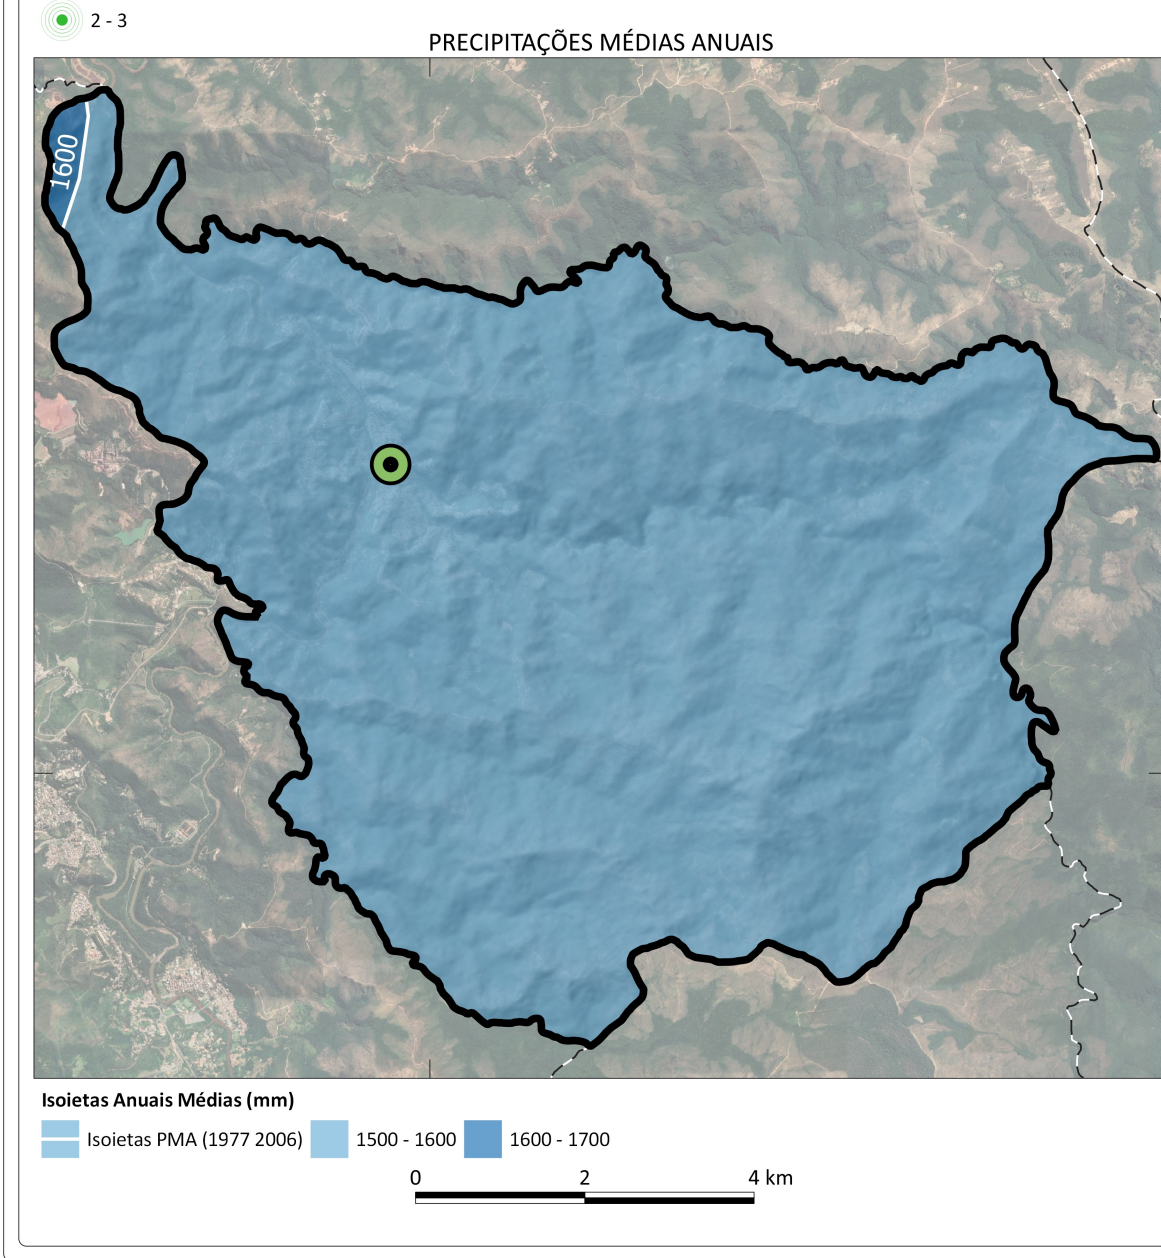 2 - 3
PRECIPITAÇÕES MÉDIAS ANUAIS
1600
Isoietas Anuais Médias (mm)
Isoietas PMA (1977 2006) 1500 - 1600 1600 - 1700
0 2 4 km